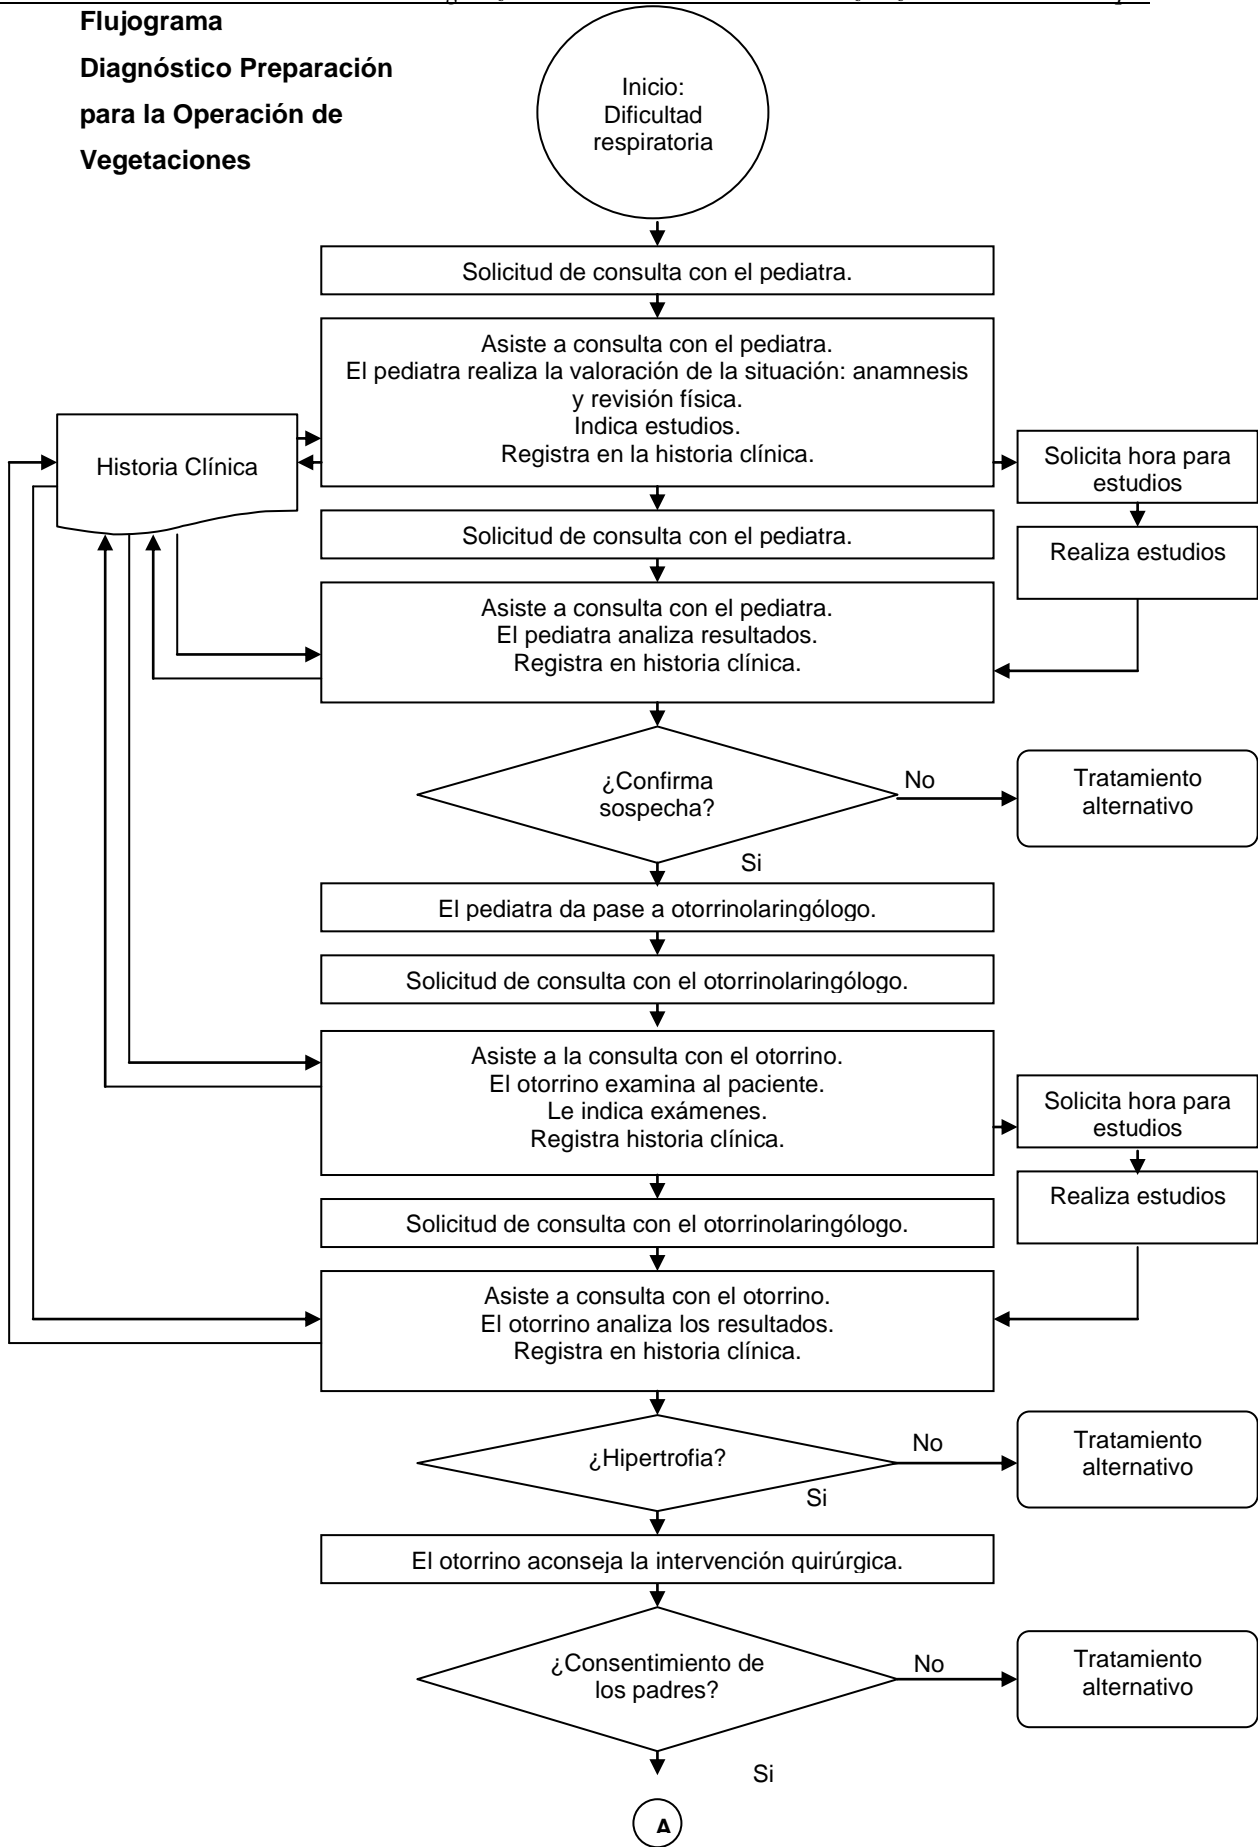 Flujograma
Diagnóstico Preparación
para la Operación de
Vegetaciones
Inicio:
Dificultad
respiratoria
Solicitud de consulta con el pediatra.
Asiste a consulta con el pediatra.
El pediatra realiza la valoración de la situación: anamnesis
y revisión física.
Indica estudios.
Registra en la historia clínica.
Historia Clínica
Solicita hora para
estudios
Solicitud de consulta con el pediatra.
Realiza estudios
Asiste a consulta con el pediatra.
El pediatra analiza resultados.
Registra en historia clínica.
¿Confirma
sospecha?
No
Tratamiento
alternativo
Si
El pediatra da pase a otorrinolaringólogo.
Solicitud de consulta con el otorrinolaringólogo.
Asiste a la consulta con el otorrino.
El otorrino examina al paciente.
Le indica exámenes.
Registra historia clínica.
Solicita hora para
estudios
Realiza estudios
Solicitud de consulta con el otorrinolaringólogo.
Asiste a consulta con el otorrino.
El otorrino analiza los resultados.
Registra en historia clínica.
¿Hipertrofia?
No
Tratamiento
alternativo
Si
El otorrino aconseja la intervención quirúrgica.
¿Consentimiento de
los padres?
No
Tratamiento
alternativo
Si
A